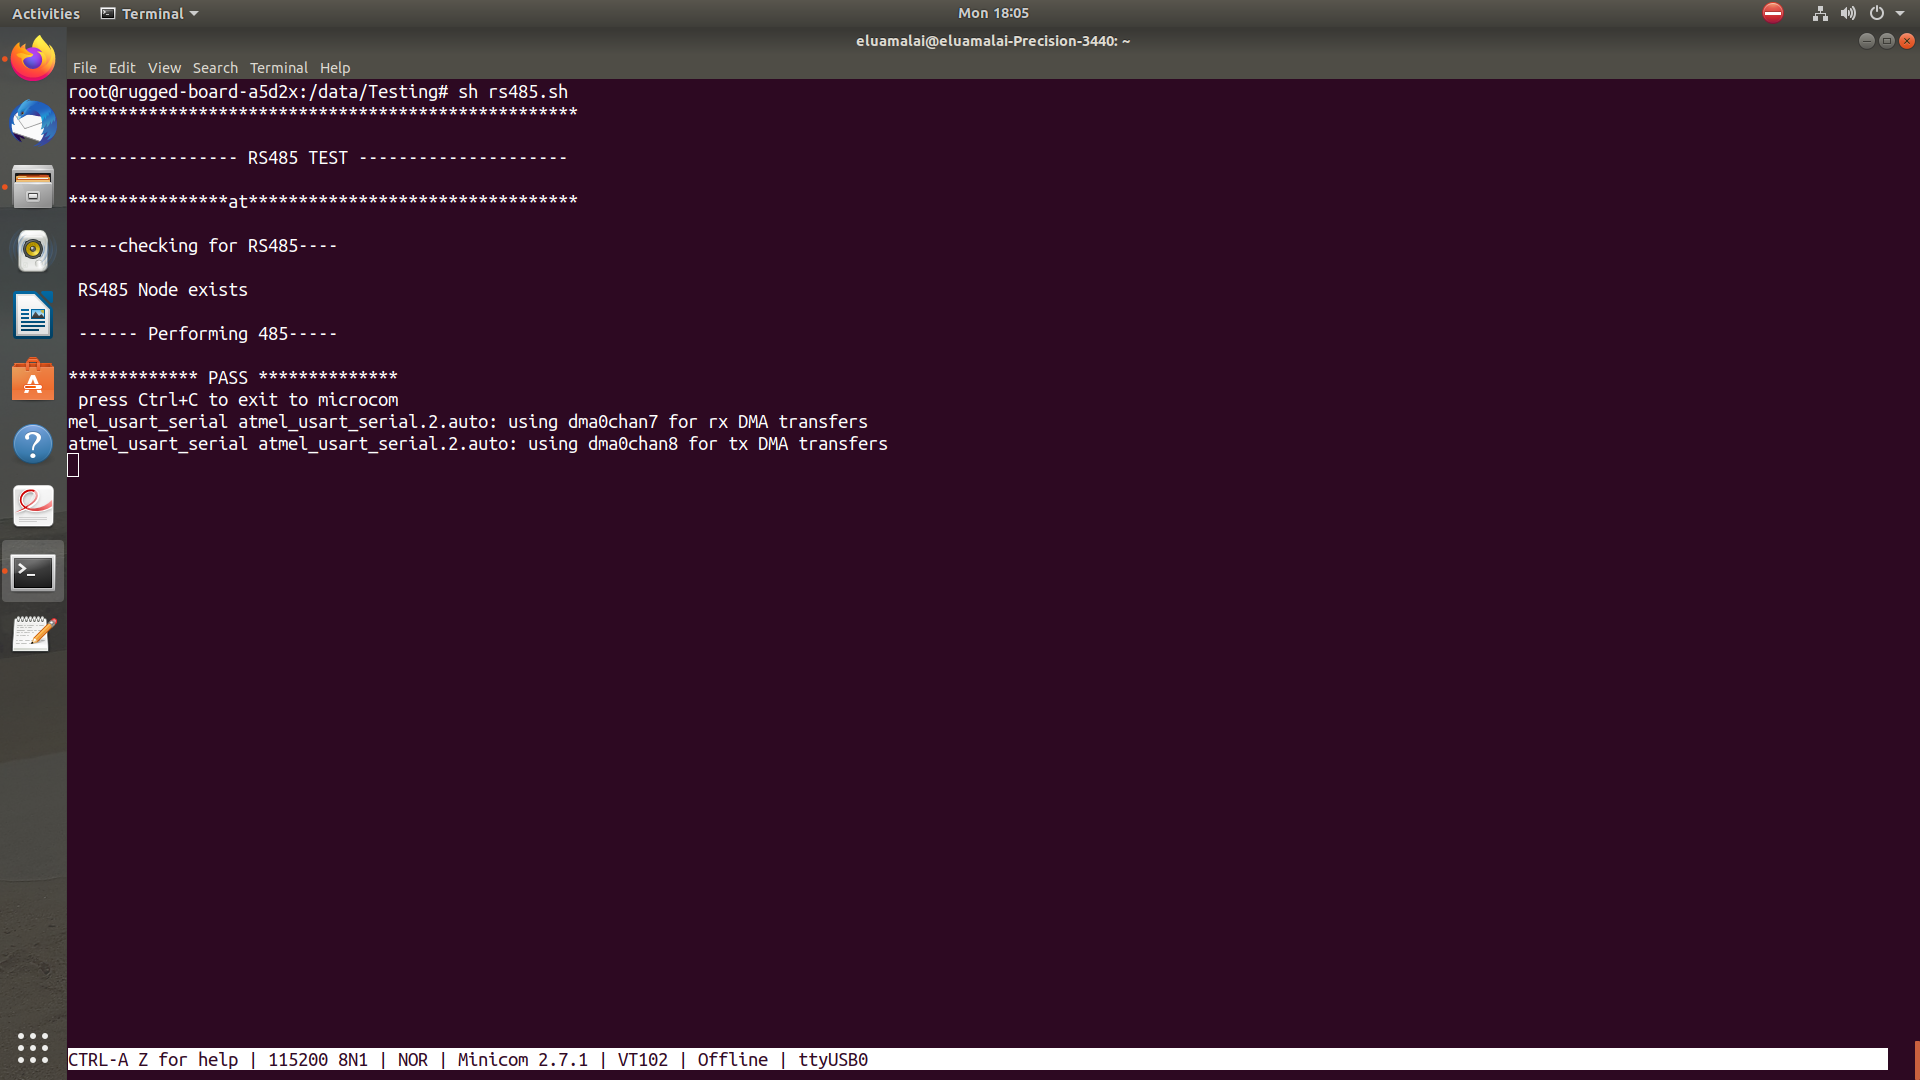 Activities Terminal Mon 18:05
eluamalai@eluamalai-Precision-3440: ~
File Edit View Search Terminal Help
root@rugged-board-a5d2x:/data/Testing# sh rs485.sh
***************************************************
----------------- RS485 TEST ---------------------
****************at*********************************
-----checking for RS485----
RS485 Node exists
------ Performing 485-----
************* PASS **************
press Ctrl+C to exit to microcom
mel_usart_serial atmel_usart_serial.2.auto: using dma0chan7 for rx DMA transfers
atmel_usart_serial atmel_usart_serial.2.auto: using dma0chan8 for tx DMA transfers
CTRL-A Z for help | 115200 8N1 | NOR | Minicom 2.7.1 | VT102 | Offline | ttyUSB0